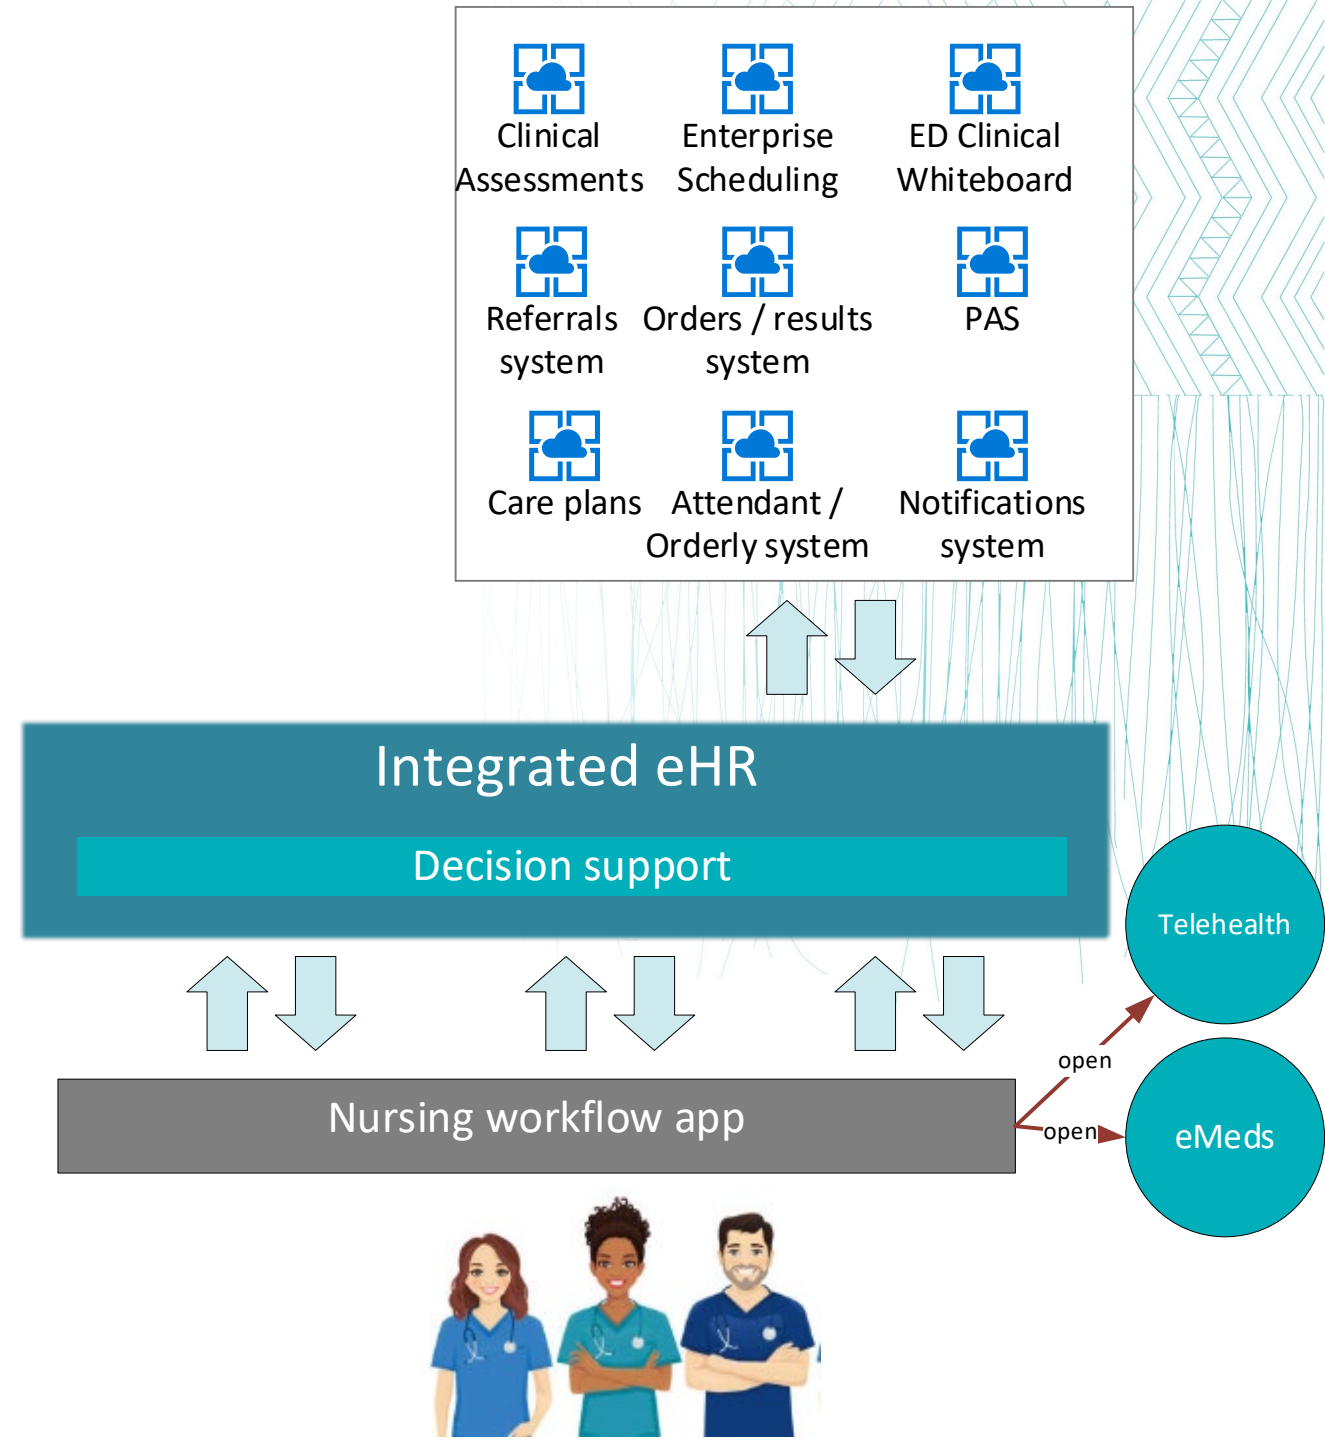 Clinical
Assessments
Enterprise
Scheduling
ED Clinical
Whiteboard
Referrals
system
Orders / results
system
PAS
Care plans
Attendant /
Orderly system
Notifications
system
Integrated eHR
Decision support
Telehealth
open
Nursing workflow app
open
eMeds